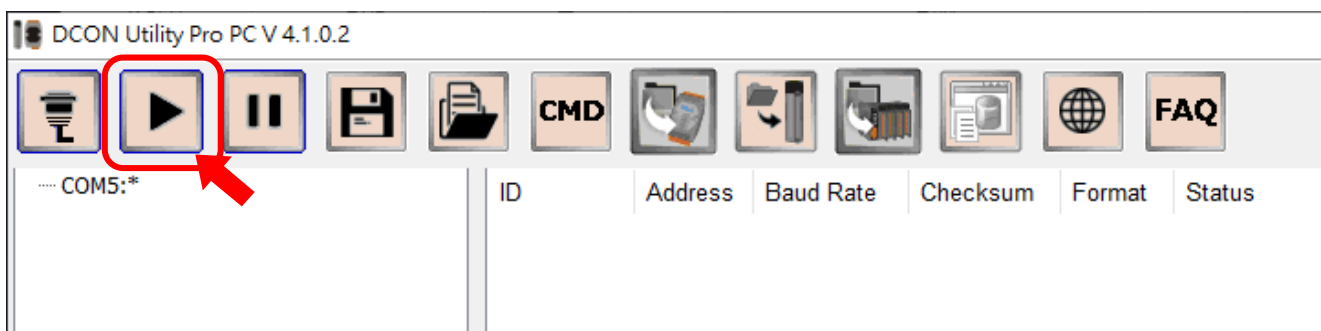 DCON Utility Pro PC V 4.1.0.2
CMD FAQ
COM5:*
ID Address Baud Rate Checksum Format Status